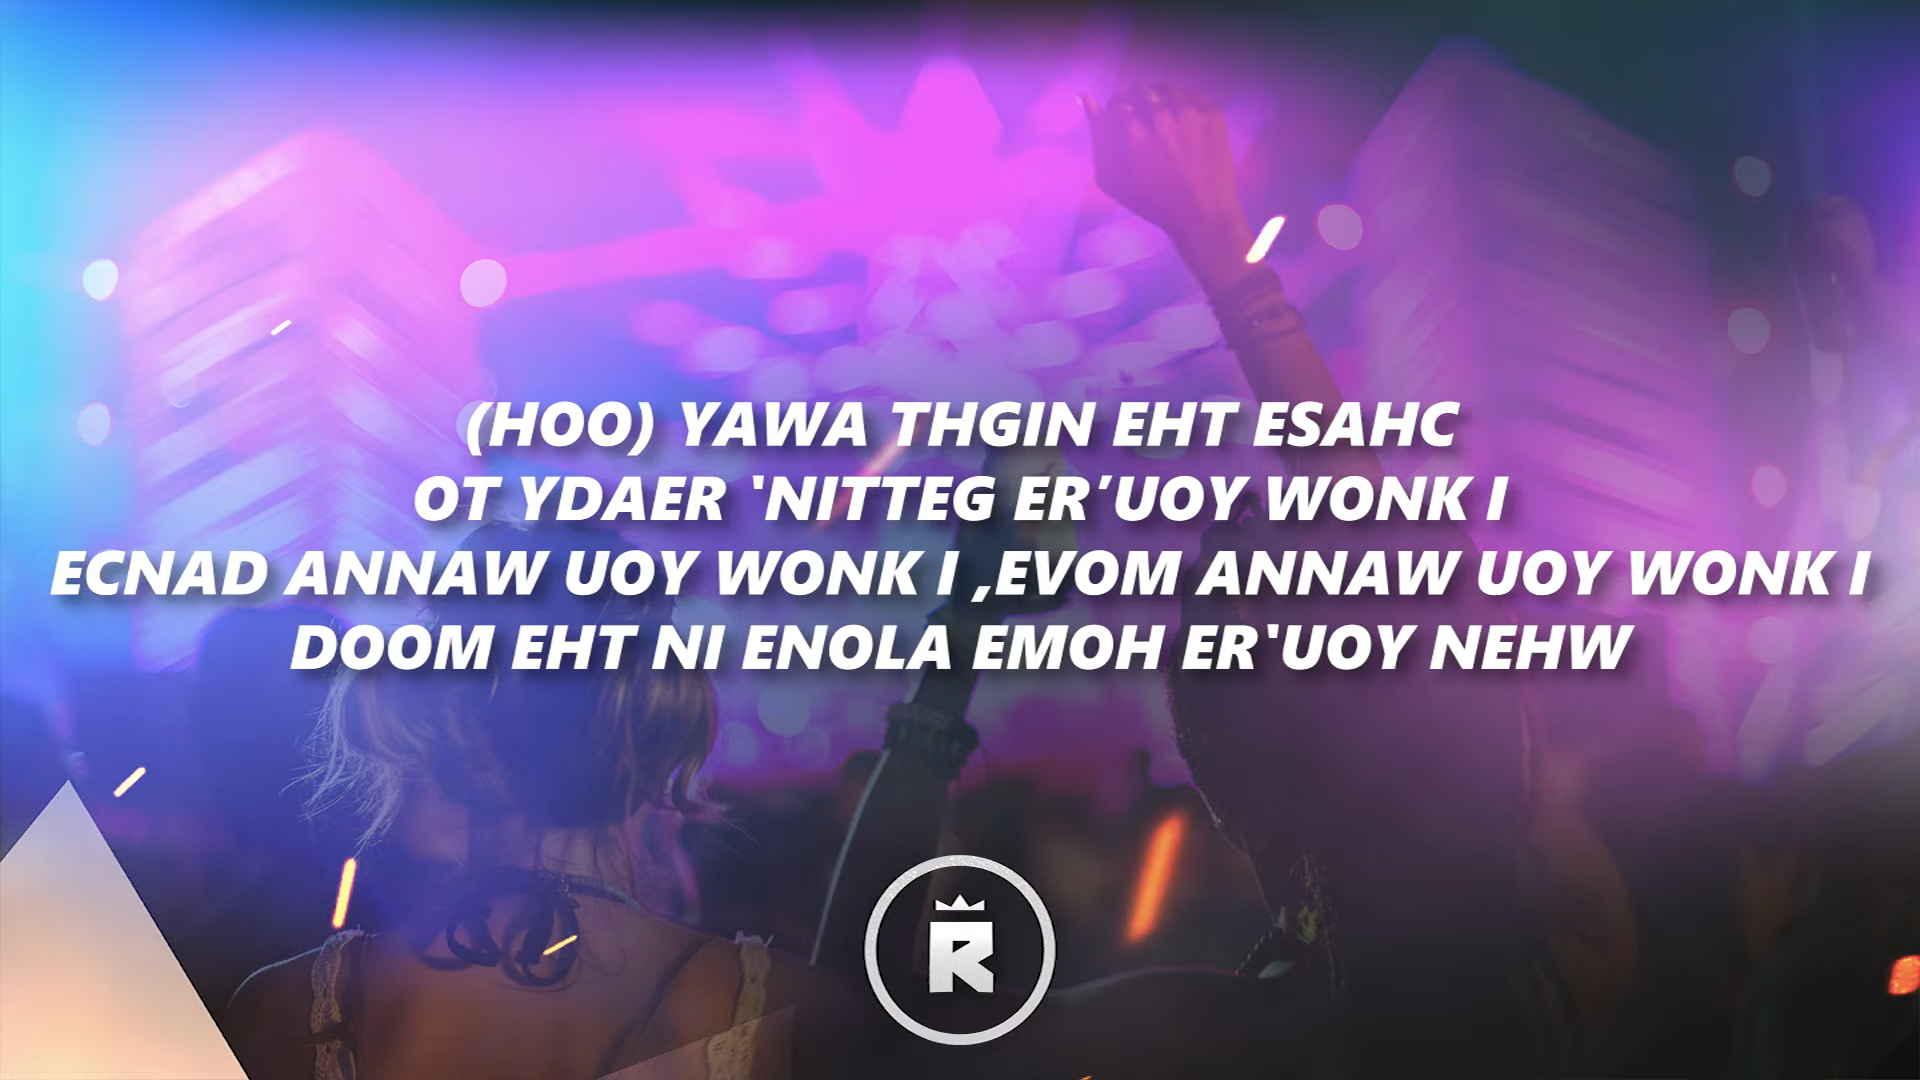 (HOO) YAWA THGIN EHT ESAHC
OT YDAER 'NITTEG ER’UOY WONK I
ECNAD ANNAW UOY WONK I ,EVOM ANNAW UOY WONK I
DOOM EHT NI ENOLA EMOH ER'UOY NEHW
R